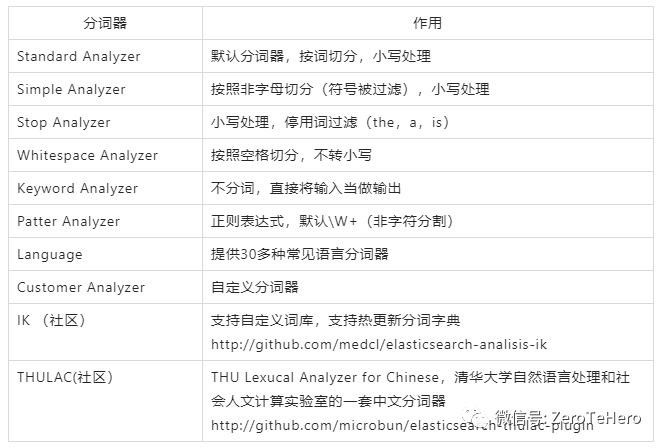 分词器 作用
Standard Analyzer 默认分词器，按词切分，小写处理
Simple Analyzer 按照非字母切分（符号被过滤），小写处理
Stop Analyzer 小写处理，停用词过滤（the，a，is）
Whitespace Analyzer 按照空格切分，不转小写
Keyword Analyzer 不分词，直接将输入当做输出
Patter Analyzer 正则表达式，默认\W+（非字符分割）
Language 提供30多种常见语言分词器
Customer Analyzer 自定义分词器
IK （社区） 支持自定义词库，支持热更新分词字典
http://github.com/medcl/elasticsearch-analisis-ik
THULAC(社区） THU Lexucal Analyzer for Chinese，清华大学自然语言处理和社
会人文计算实验室的一套中文分词器
微信号: ZeroTeHero
http://github.com/microbun/elasticsearch-thulac-plugin